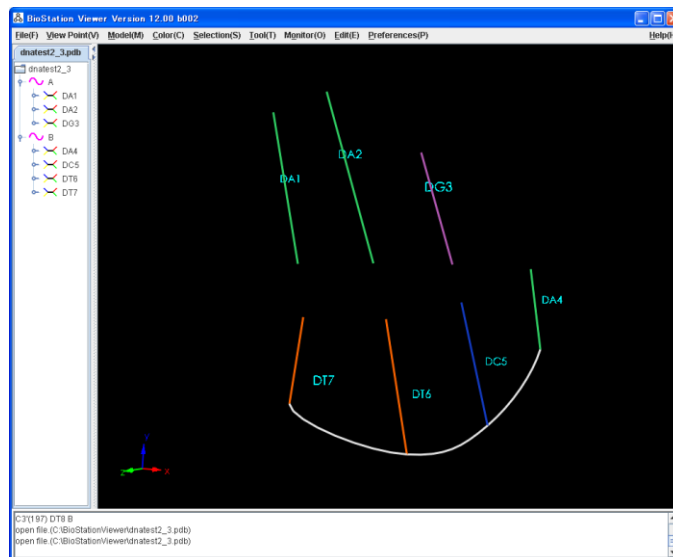 BioStation Viewer Version 12.00 b002
File(F) View Point(V) Model(M) Color(C) Selection(S) Tool(T) Monitor(O) Edit(E) Preferences(P) Help(H
dnatest2_3.pdb
dnatest2_3
A
DA1
DA2
DG3
B
DA4
DC5
DT6
DT7
DA2
DA1
DG3
DA4
DC5
DT7
DT6
Y
Z X
C3'(197) DT8 B
open file.(C:\BioStationViewer\dnatest2_3.pdb)
open file.(C:\BioStationViewer\dnatest2_3.pdb)